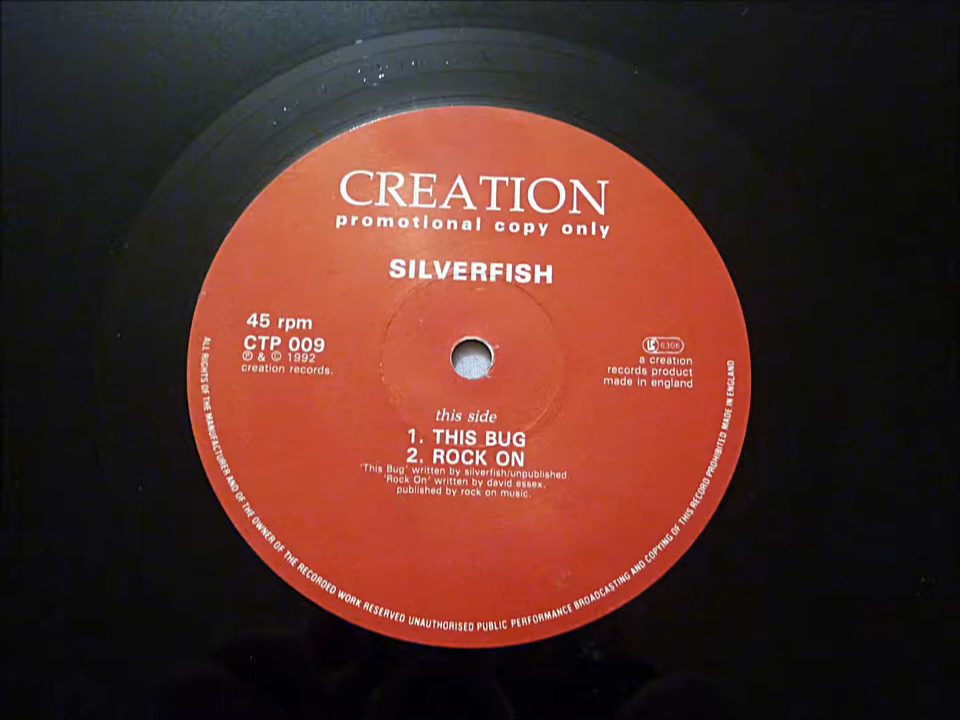 CREATION
promotional copy only
SILVERFISH
45 rpm
CTP 009
℗ & © 1992
creation records.
LC 6306
a creation
records product
made in england
this side
1. THIS BUG
2. ROCK ON
'This Bug' written by silverfish/unpublished.
'Rock On' written by david essex.
published by rock on music.
ALL RIGHTS OF THE MANUFACTURER AND OF THE OWNER OF THE RECORDED WORK RESERVED UNAUTHORISED PUBLIC PERFORMANCE BROADCASTING AND COPYING OF THIS RECORD PROHIBITED MADE IN ENGLAND